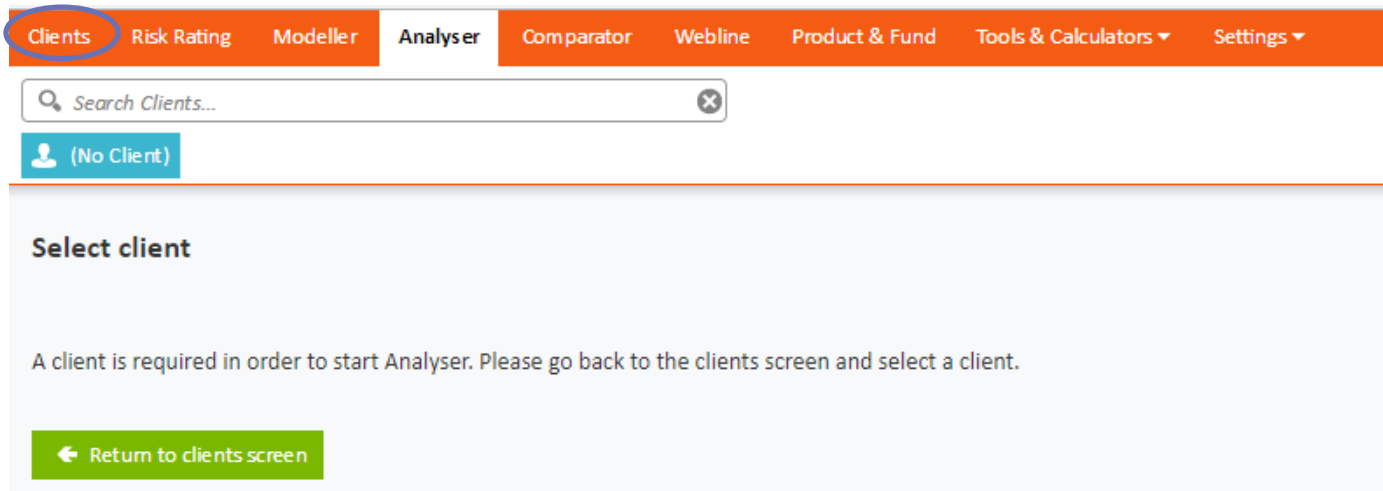 Clients Risk Rating Modeller Analyser Comparator Webline Product & Fund Tools & Calculators Settings
Search Clients...
(No Client)
Select client
A client is required in order to start Analyser. Please go back to the clients screen and select a client.
Return to clients screen